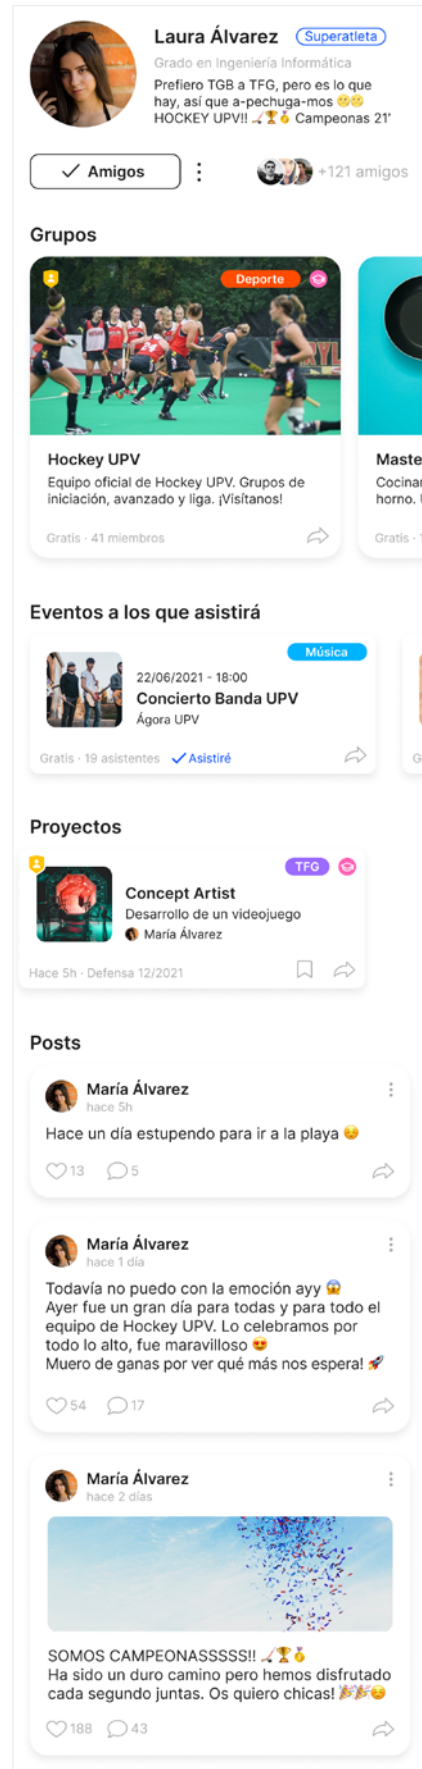 Laura Álvarez
Superatleta
Grado en Ingeniería Informática
Prefiero TGB a TFG, pero es lo que
hay, así que a-pechuga-mos 😚😚
HOCKEY UPV!! 🏒🏆🥇 Campeonas 21'
Amigos
+121 amigos
Grupos
Deporte
Hockey UPV
Equipo oficial de Hockey UPV. Grupos de
iniciación, avanzado y liga. ¡Visítanos!
Gratis · 41 miembros
Maste
Cocinar
horno.
Gratis · 1
Eventos a los que asistirá
Música
22/06/2021 - 18:00
Concierto Banda UPV
Ágora UPV
Gratis · 19 asistentes
Asistiré
G
Proyectos
TFG
Concept Artist
Desarrollo de un videojuego
María Álvarez
Hace 5h · Defensa 12/2021
Posts
María Álvarez
hace 5h
Hace un día estupendo para ir a la playa ☺️
13 5
María Álvarez
hace 1 día
Todavía no puedo con la emoción ayy 😱
Ayer fue un gran día para todas y para todo el
equipo de Hockey UPV. Lo celebramos por
todo lo alto, fue maravilloso 😍
Muero de ganas por ver qué más nos espera! 🚀
54 17
María Álvarez
hace 2 días
SOMOS CAMPEONASSSSS!! 🏒🏆🥇
Ha sido un duro camino pero hemos disfrutado
cada segundo juntas. Os quiero chicas! 🎉🎉☺️
188 43